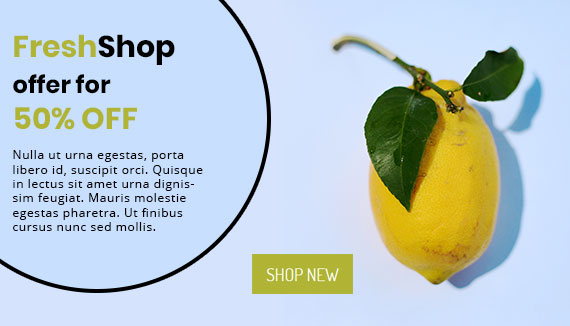 FreshShop
offer for
50% OFF
Nulla ut urna egestas, porta
libero id, suscipit orci. Quisque
in lectus sit amet urna dignis-
sim feugiat. Mauris molestie
egestas pharetra. Ut finibus
cursus nunc sed mollis.
SHOP NEW